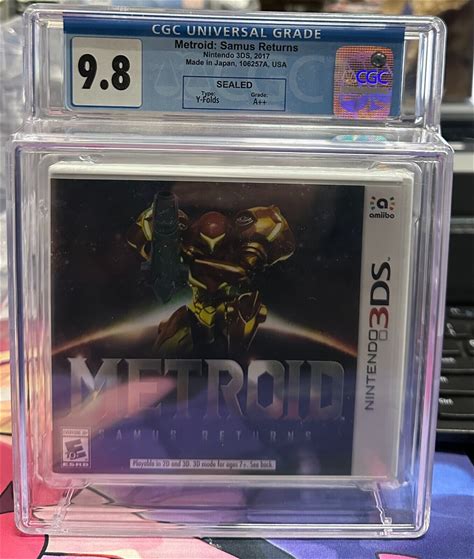 CGC UNIVERSAL GRADE
9.8
Metroid: Samus Returns
Nintendo 3DS, 2017
Made in Japan, 106257A, USA
SEALED
Type: Grade:
Y-Folds A++
CGC
amiibo
NINTENDO 3DS
METROID
SAMUS RETURNS
E
ESRB
Playable in 2D and 3D. 3D mode for ages 7+. See back.